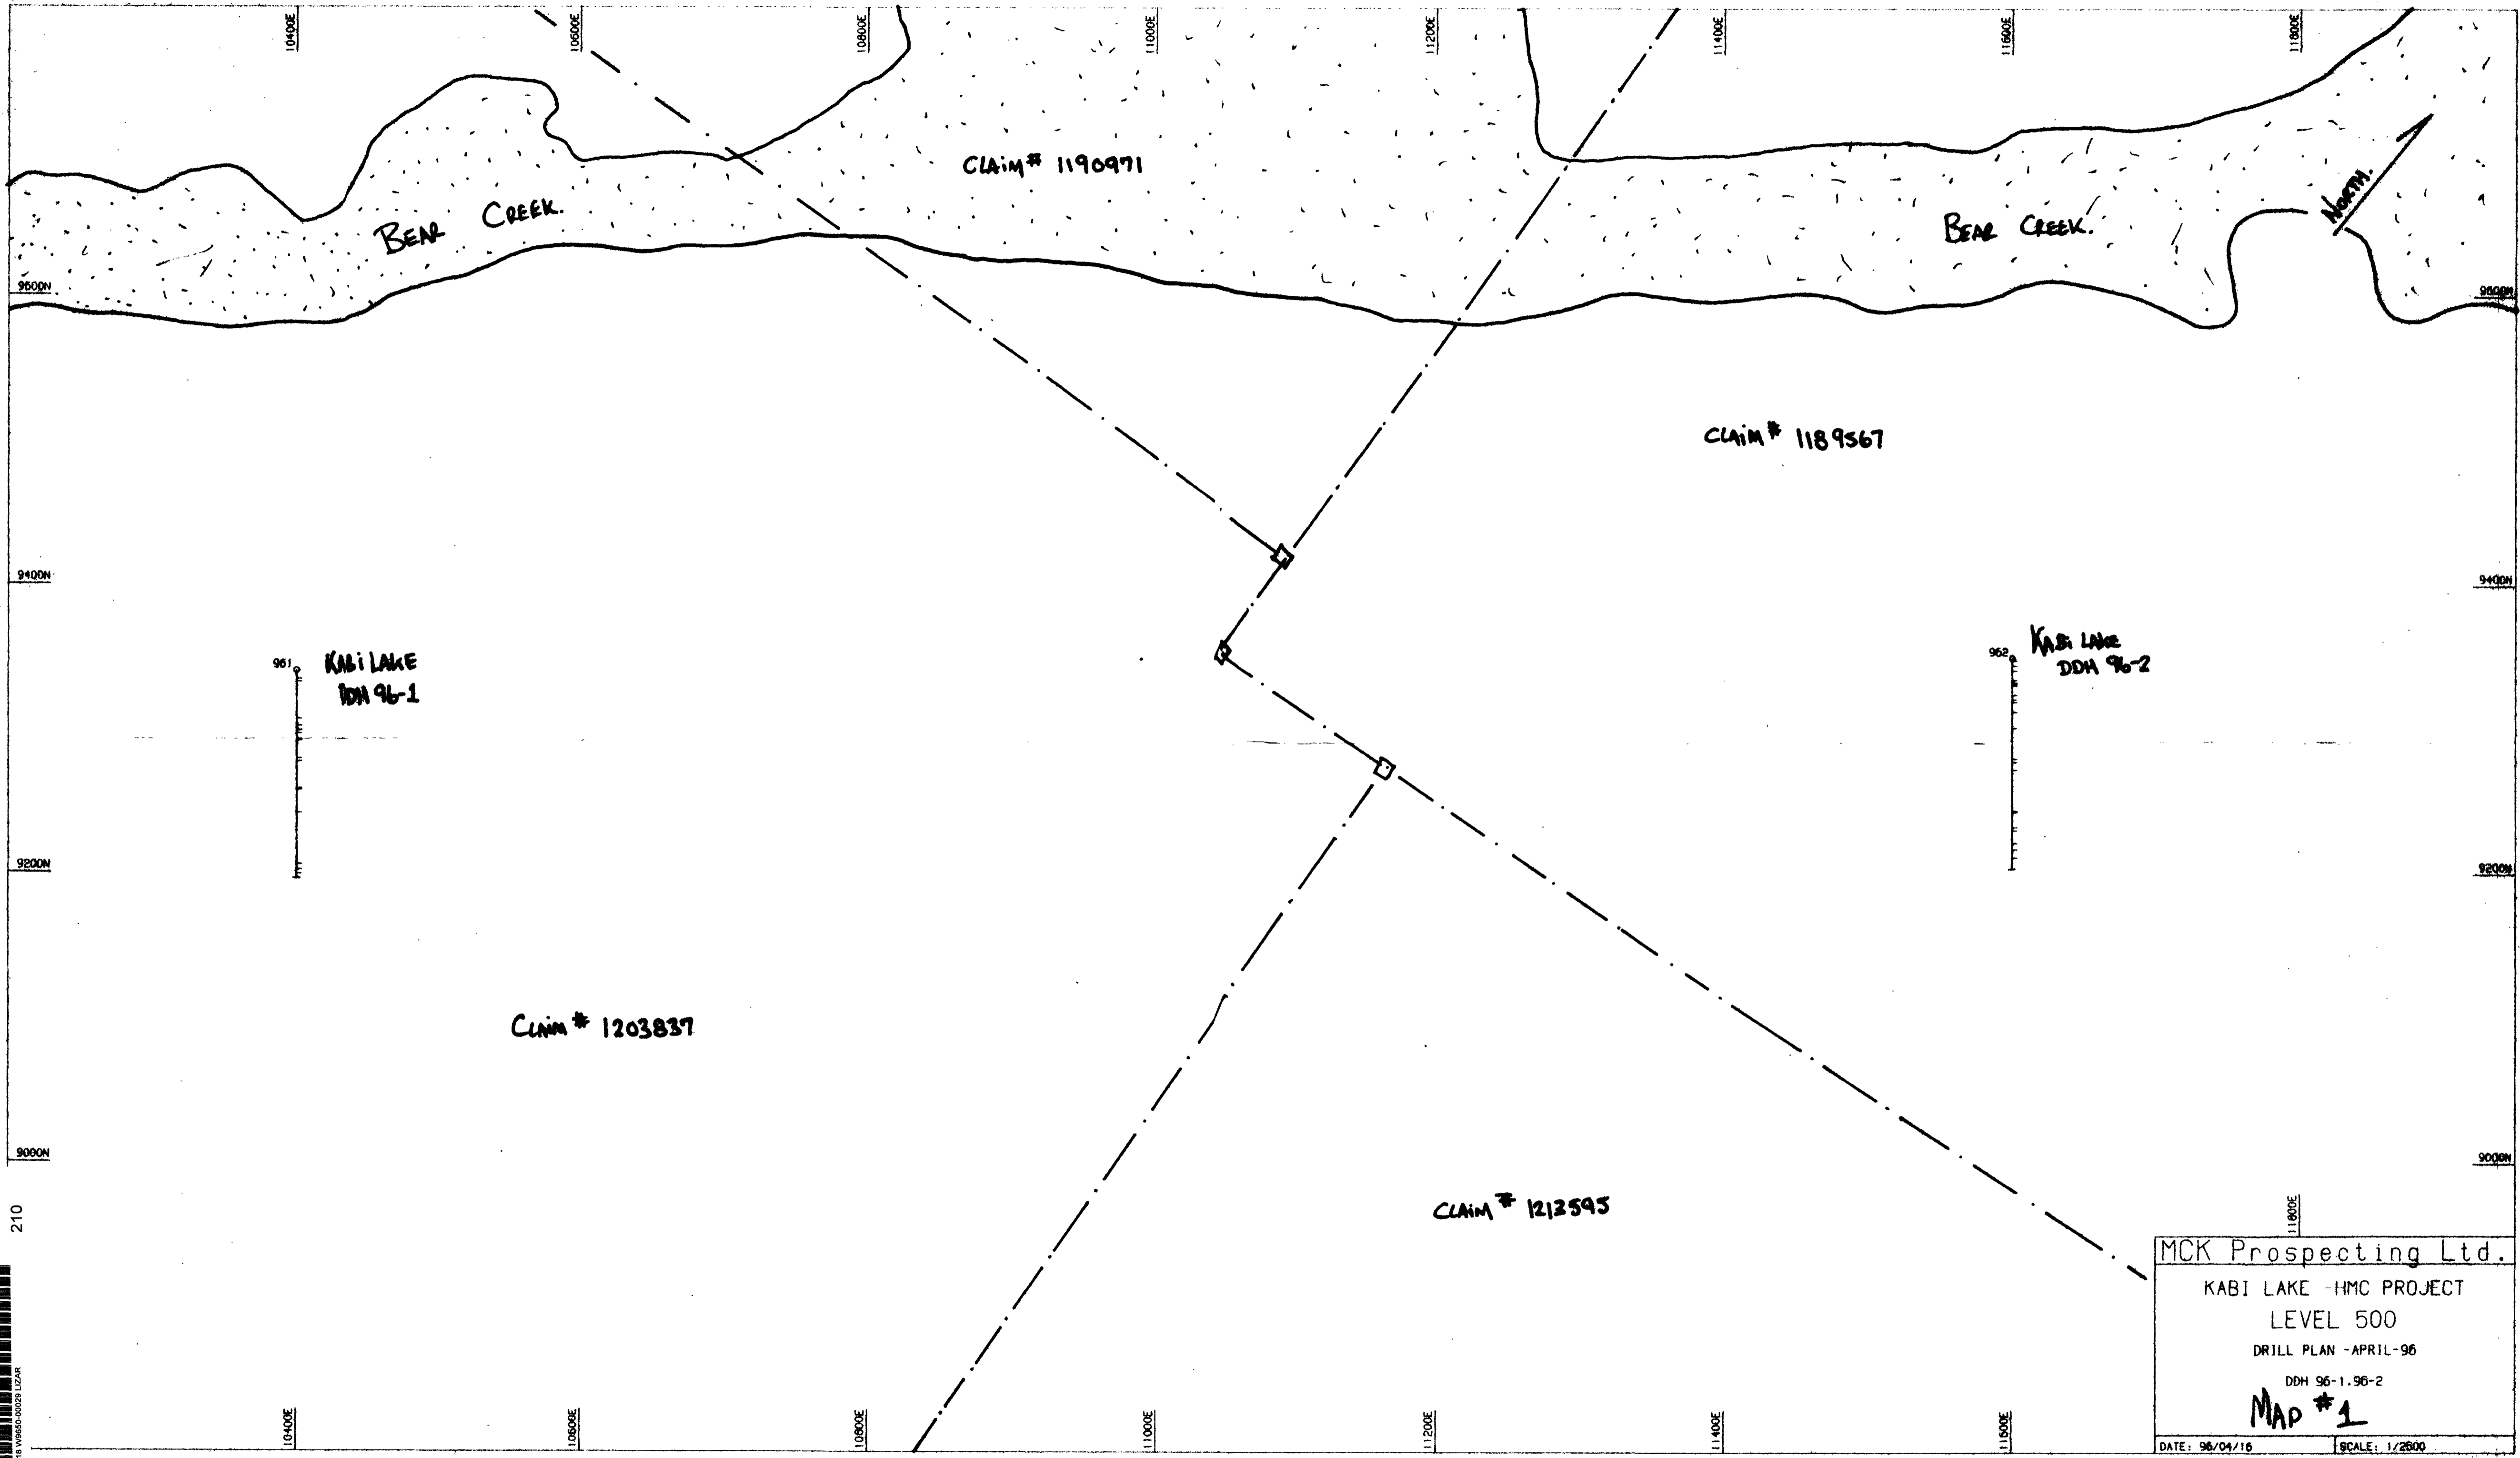 10400E
10600E
10800E
11000E
11200E
11400E
11600E
11800E
CLAIM # 1190971
NORTH.
BEAR CREEK.
BEAR CREEK.
9600N
9600N
CLAIM # 1189567
9400N
9400N
961
KABI LAKE
DDH 96-1
962
KABI LAKE
DDH 96-2
9200N
9200N
CLAIM # 1203837
9000N
9000N
CLAIM # 1213595
11800E
210
MCK Prospecting Ltd.
KABI LAKE -HMC PROJECT
LEVEL 500
DRILL PLAN -APRIL-96
DDH 96-1.96-2
MAP #1
DATE: 96/04/16
SCALE: 1/2500
10400E
10600E
10800E
11000E
11200E
11400E
11600E